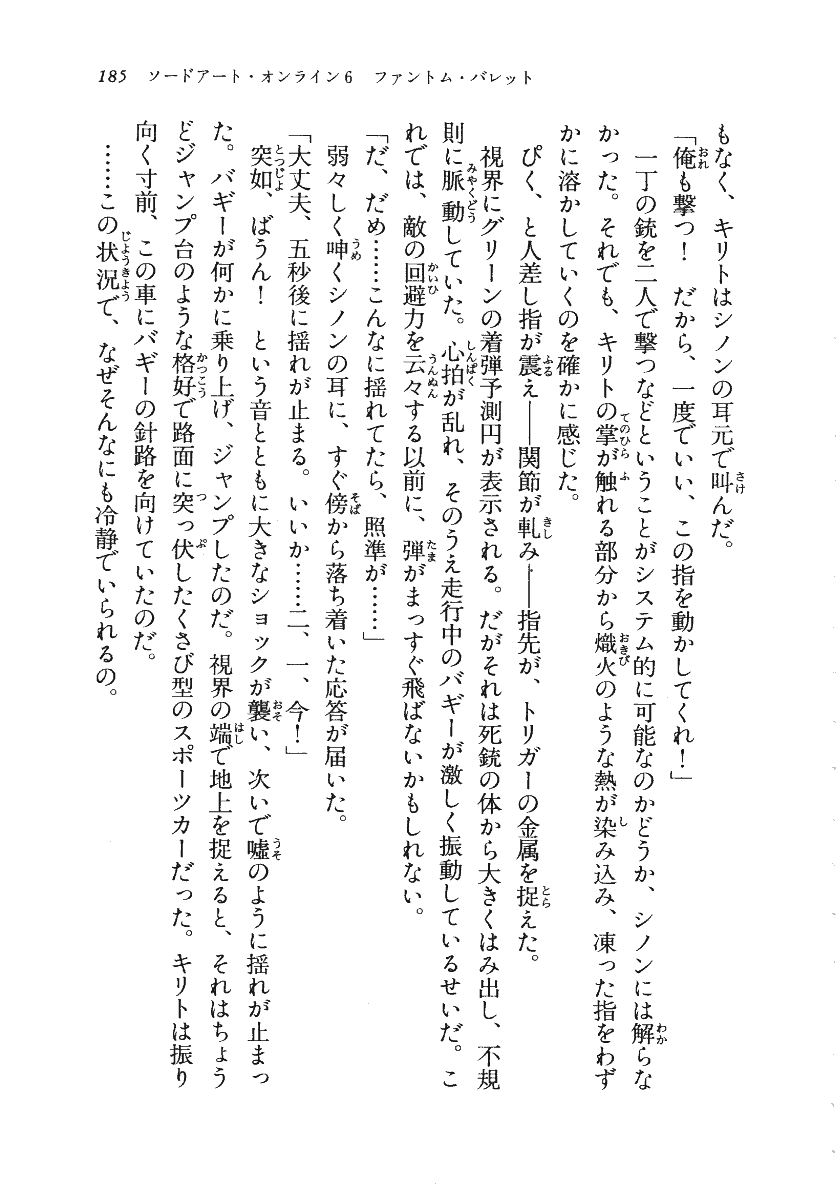 185 ソードアート・オンライン6 ファントム・バレット
もなく、キリトはシノンの耳元で叫んだ。
「俺も撃つ！　だから、一度でいい、この指を動かしてくれ！」
　一丁の銃を二人で撃つなどということがシステム的に可能なのかどうか、シノンには解らな
かった。それでも、キリトの掌が触れる部分から熾火のような熱が染み込み、凍った指をわず
かに溶かしていくのを確かに感じた。
　ぴく、と人差し指が震え――関節が軋み――指先が、トリガーの金属を捉えた。
　視界にグリーンの着弾予測円が表示される。だがそれは死銃の体から大きくはみ出し、不規
則に脈動していた。心拍が乱れ、そのうえ走行中のバギーが激しく振動しているせいだ。こ
れでは、敵の回避力を云々する以前に、弾がまっすぐ飛ばないかもしれない。
「だ、だめ……こんなに揺れてたら、照準が……」
　弱々しく呻くシノンの耳に、すぐ傍から落ち着いた応答が届いた。
「大丈夫、五秒後に揺れが止まる。いいか……二、一、今！」
　突如、ばうん！　という音とともに大きなショックが襲い、次いで嘘のように揺れが止まっ
た。バギーが何かに乗り上げ、ジャンプしたのだ。視界の端で地上を捉えると、それはちょう
どジャンプ台のような格好で路面に突っ伏したくさび型のスポーツカーだった。キリトは振り
向く寸前、この車にバギーの針路を向けていたのだ。
　……この状況で、なぜそんなにも冷静でいられるの。